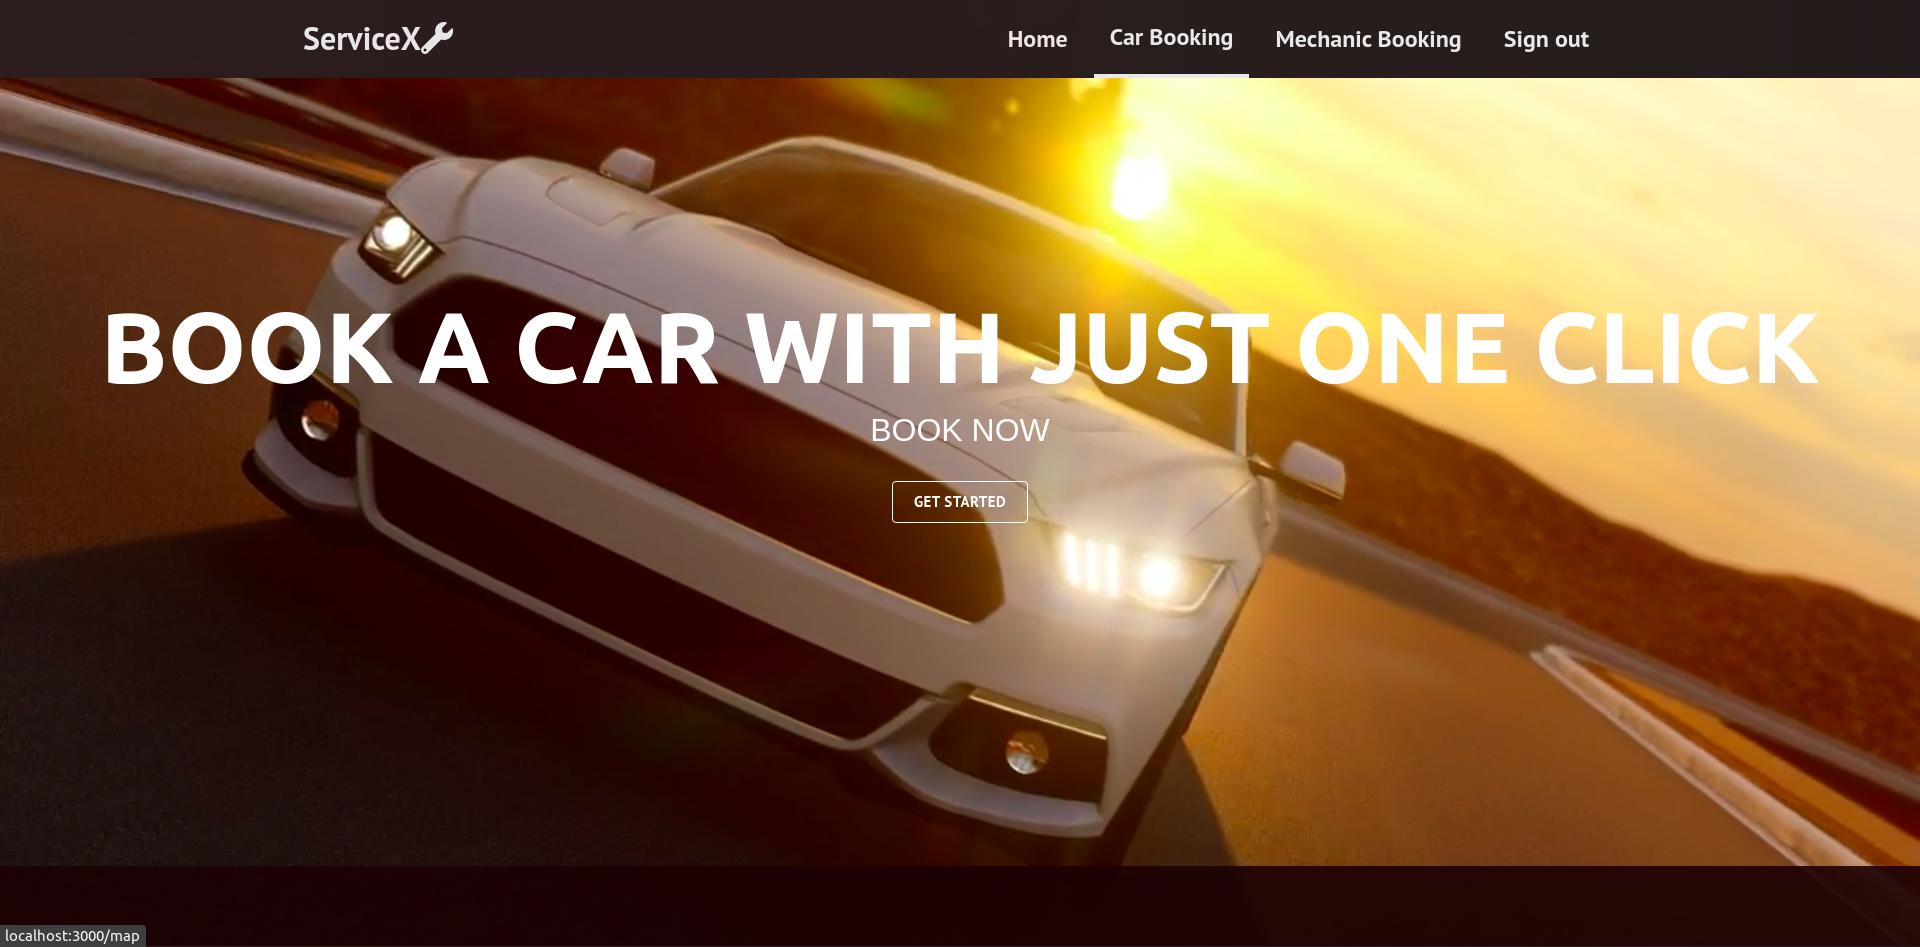 ServiceX
Home Car Booking Mechanic Booking Sign out
BOOK A CAR WITH JUST ONE CLICK
BOOK NOW
GET STARTED
localhost:3000/map